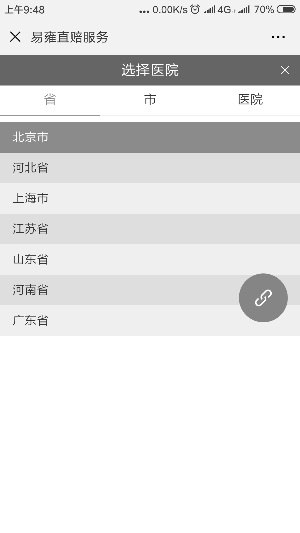 上午9:48 ... 0.00K/s 4G 70%
易雍直赔服务
选择医院
省 市 医院
北京市
河北省
上海市
江苏省
山东省
河南省
广东省